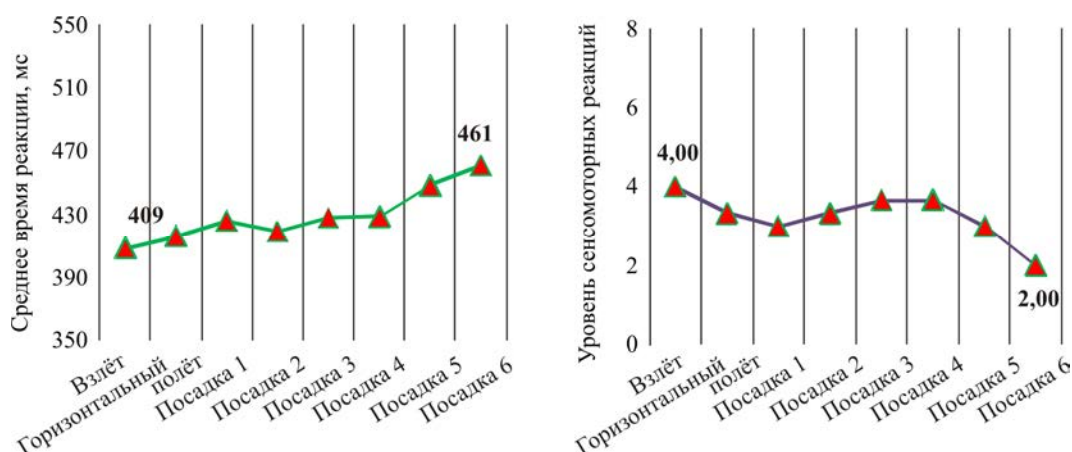 Среднее время реакции, мс
550
510
470
430
390
350
409
461
Взлёт
Горизонтальный
полёт
Посадка 1
Посадка 2
Посадка 3
Посадка 4
Посадка 5
Посадка 6
Уровень сенсомоторных реакций
8
6
4
2
0
4,00
2,00
Взлёт
Горизонтальный
полёт
Посадка 1
Посадка 2
Посадка 3
Посадка 4
Посадка 5
Посадка 6